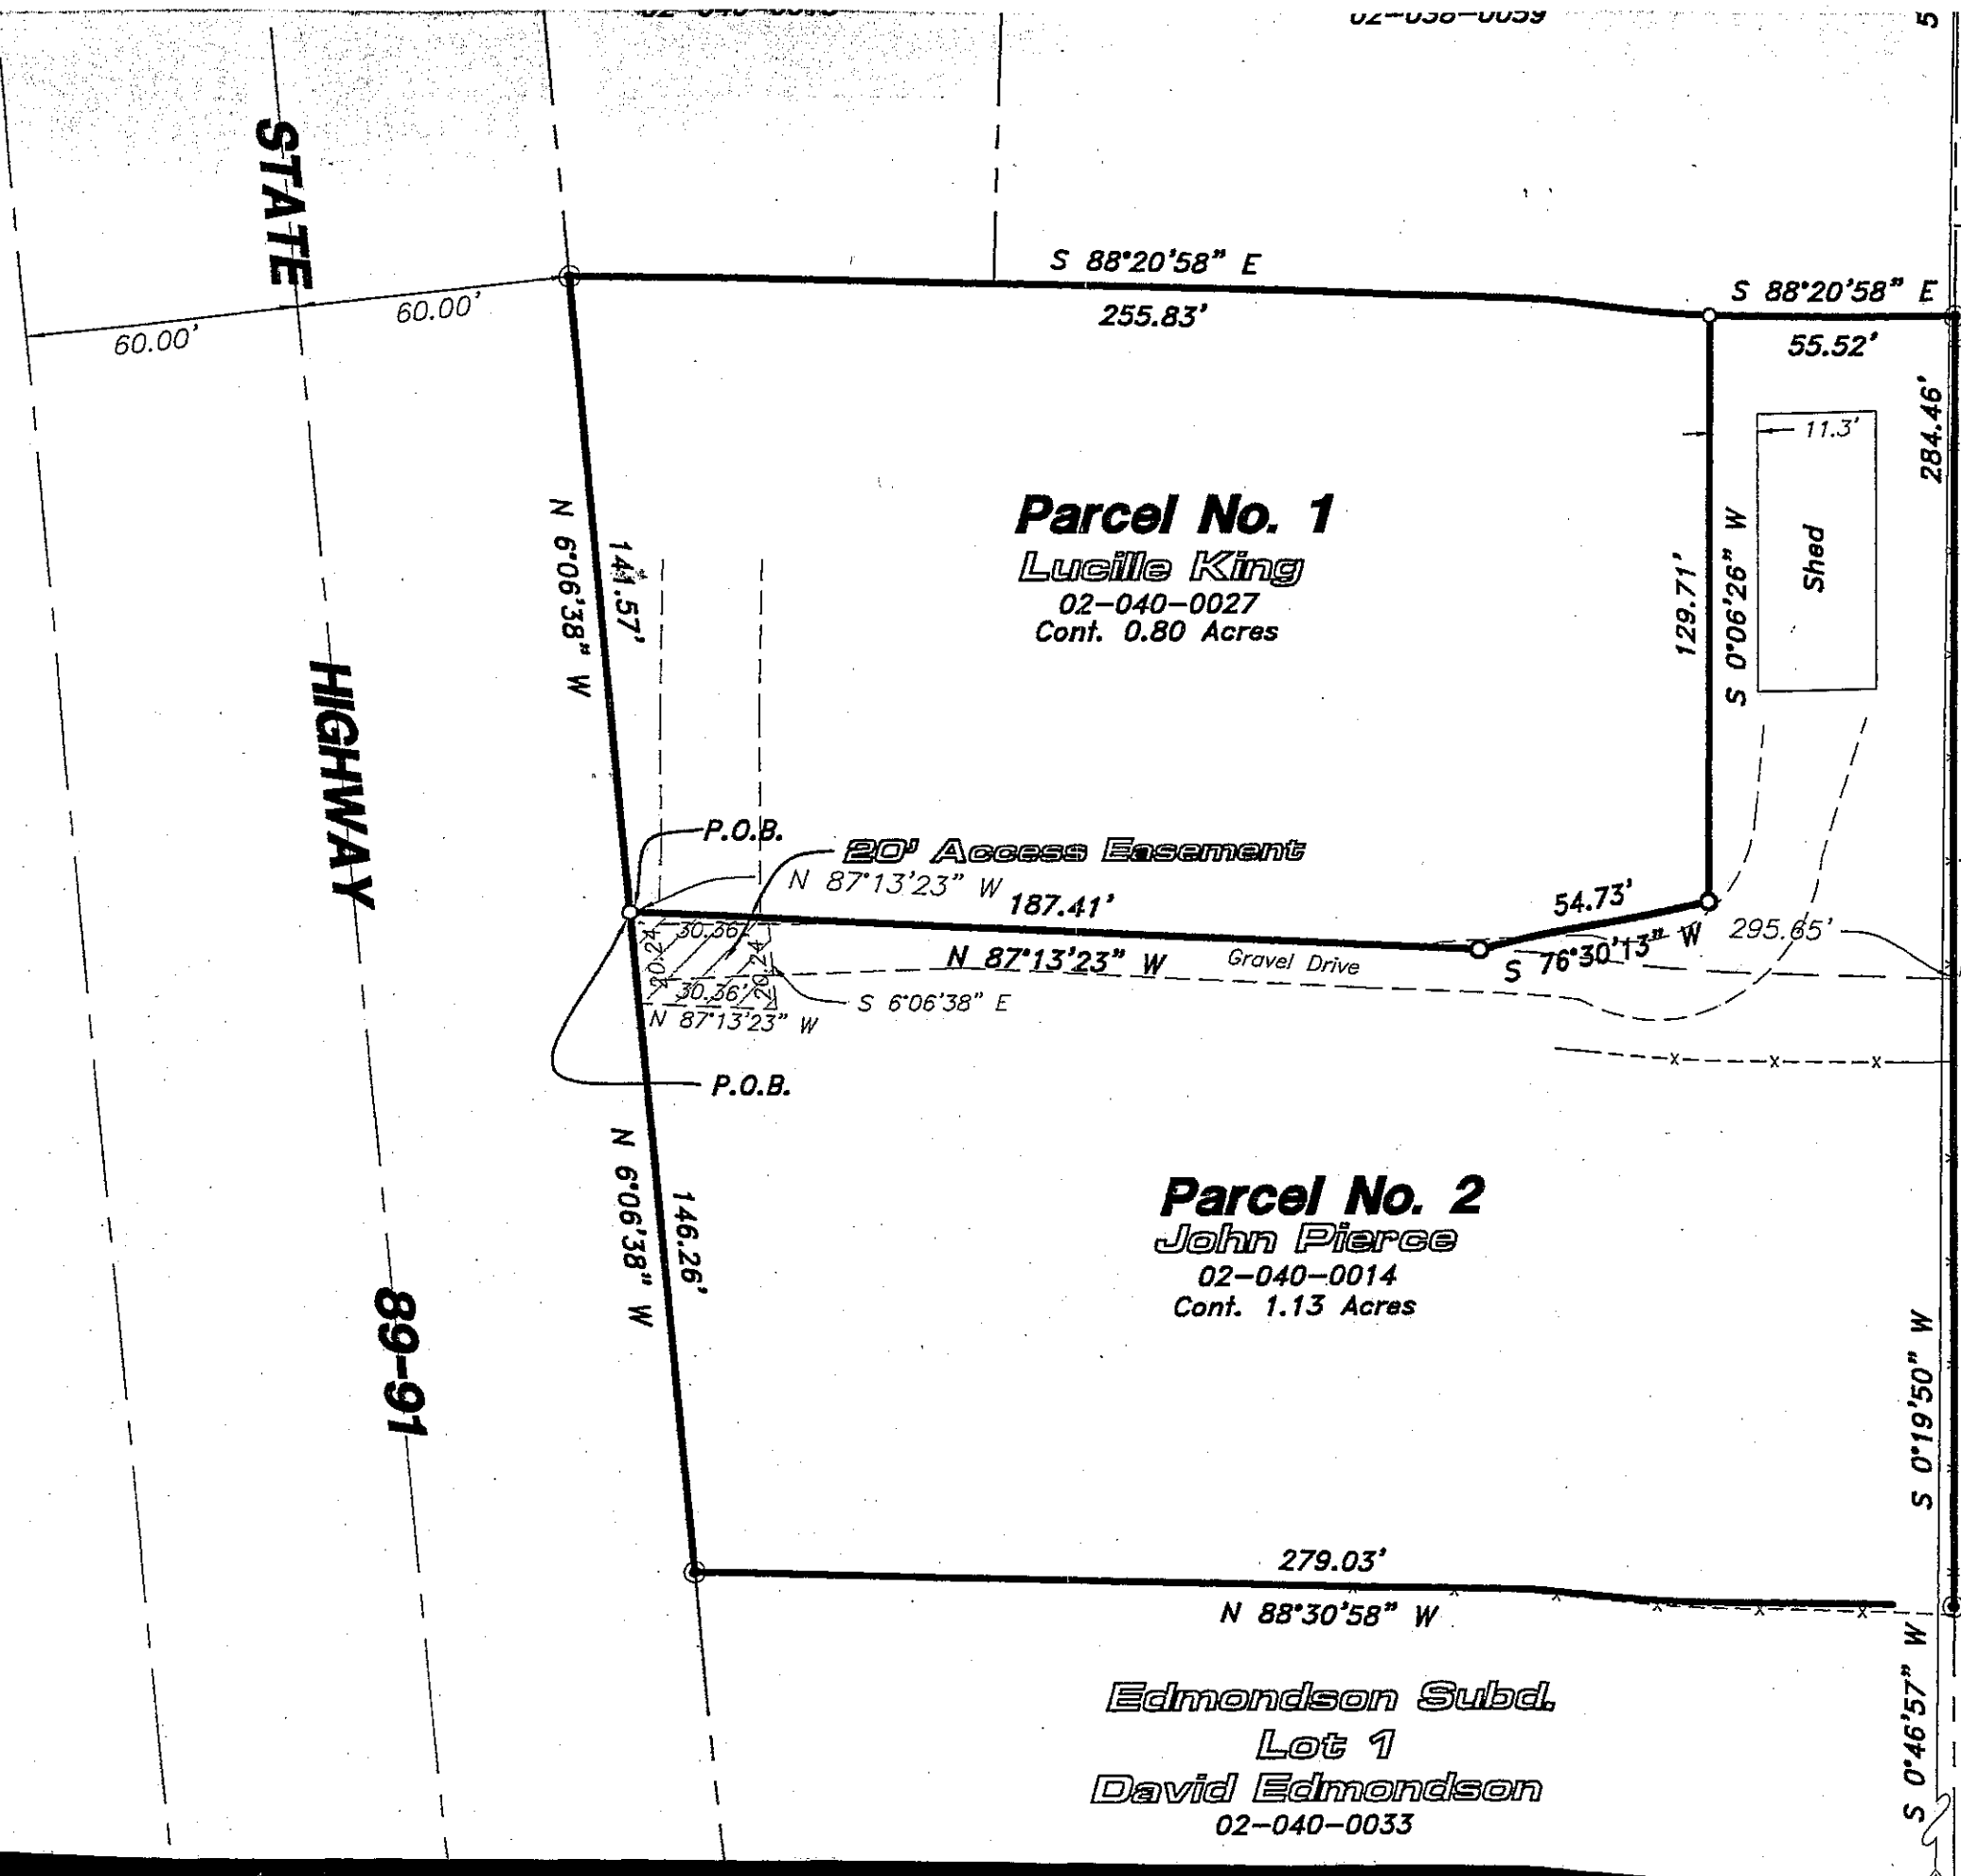 S 88°20'58" E
255.83'
S 88°20'58" E
55.52'
60.00'
60.00'
STATE
HIGHWAY
89-91
284.46'
11.3'
Shed
Parcel No. 1
Lucille King
02-040-0027
Cont. 0.80 Acres
N 6°06'38" W
141.57'
129.71'
S 0°06'26" W
P.O.B.
20' Access Easement
N 87°13'23" W
187.41'
N 87°13'23" W
Gravel Drive
54.73'
S 76°30'13" W
295.65'
20.24
30.36'
20.24
30.36'
N 87°13'23" W
S 6°06'38" E
P.O.B.
N 6°06'38" W
146.26'
Parcel No. 2
John Pierce
02-040-0014
Cont. 1.13 Acres
S 0°19'50" W
279.03'
N 88°30'58" W
S 0°46'57" W
Edmondson Subd.
Lot 1
David Edmondson
02-040-0033